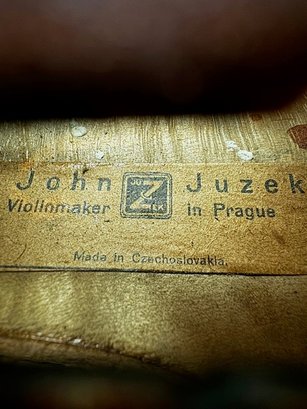 John Juzek
Violinmaker in Prague
Made in Czechoslovakia.